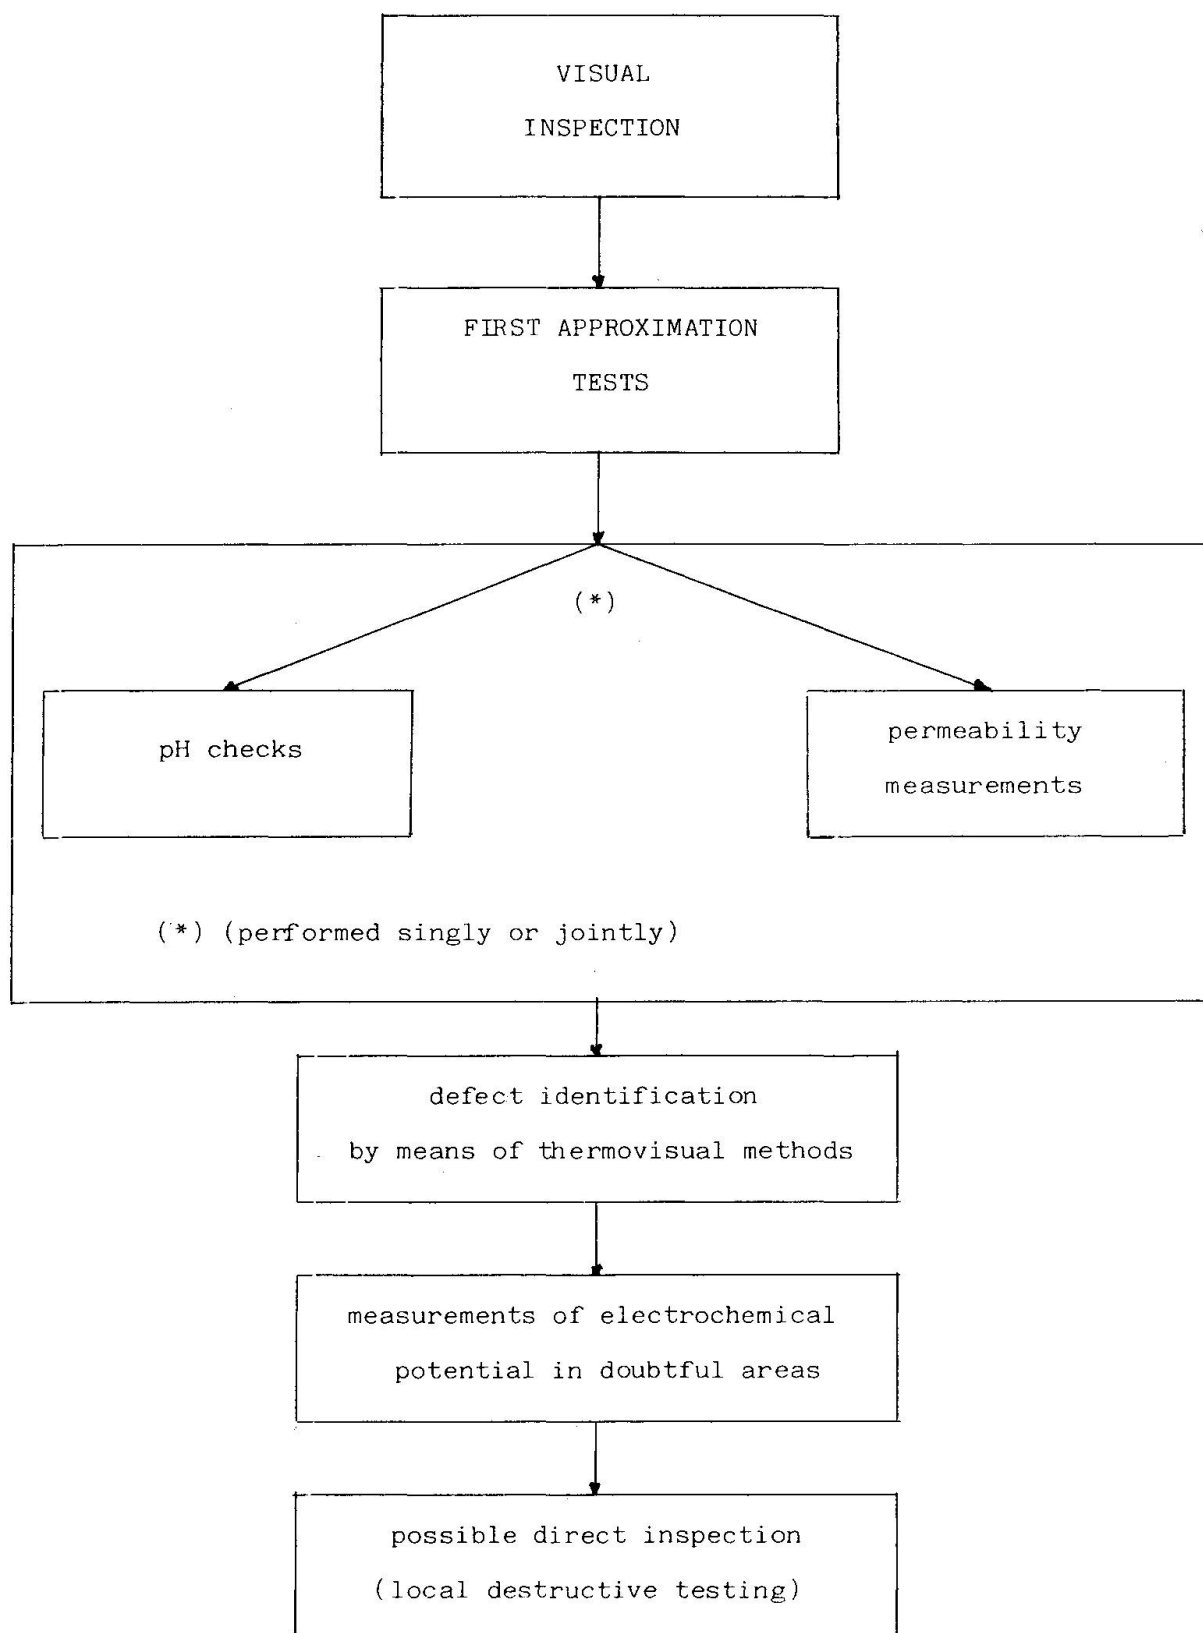 VISUAL
INSPECTION
FIRST APPROXIMATION
TESTS
(*)
pH checks
permeability
measurements
(*) (performed singly or jointly)
defect identification
by means of thermovisual methods
measurements of electrochemical
potential in doubtful areas
possible direct inspection
(local destructive testing)